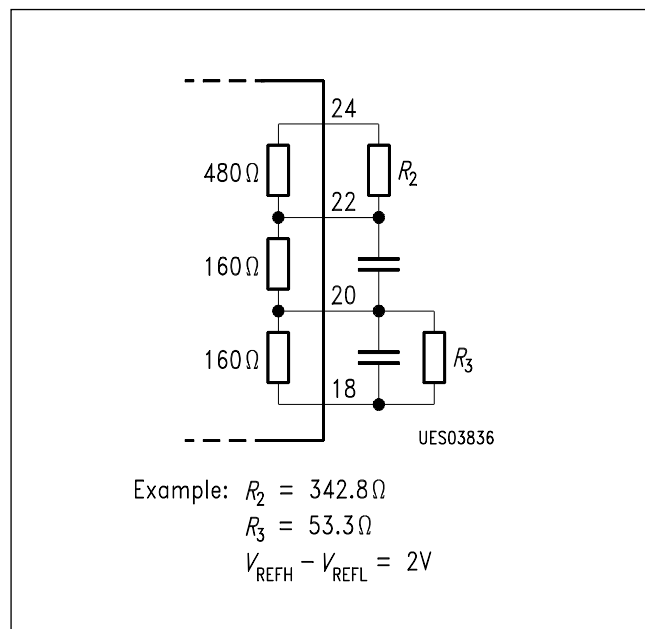 24
480Ω
R2
22
160Ω
20
160Ω
R3
18
UES03836
Example: R2 = 342.8Ω
R3 = 53.3Ω
VREFH – VREFL = 2V